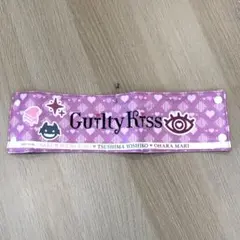 Guilty Kiss
♥ TSUSHIMA YOSHIKO ♥ OHARA MARI